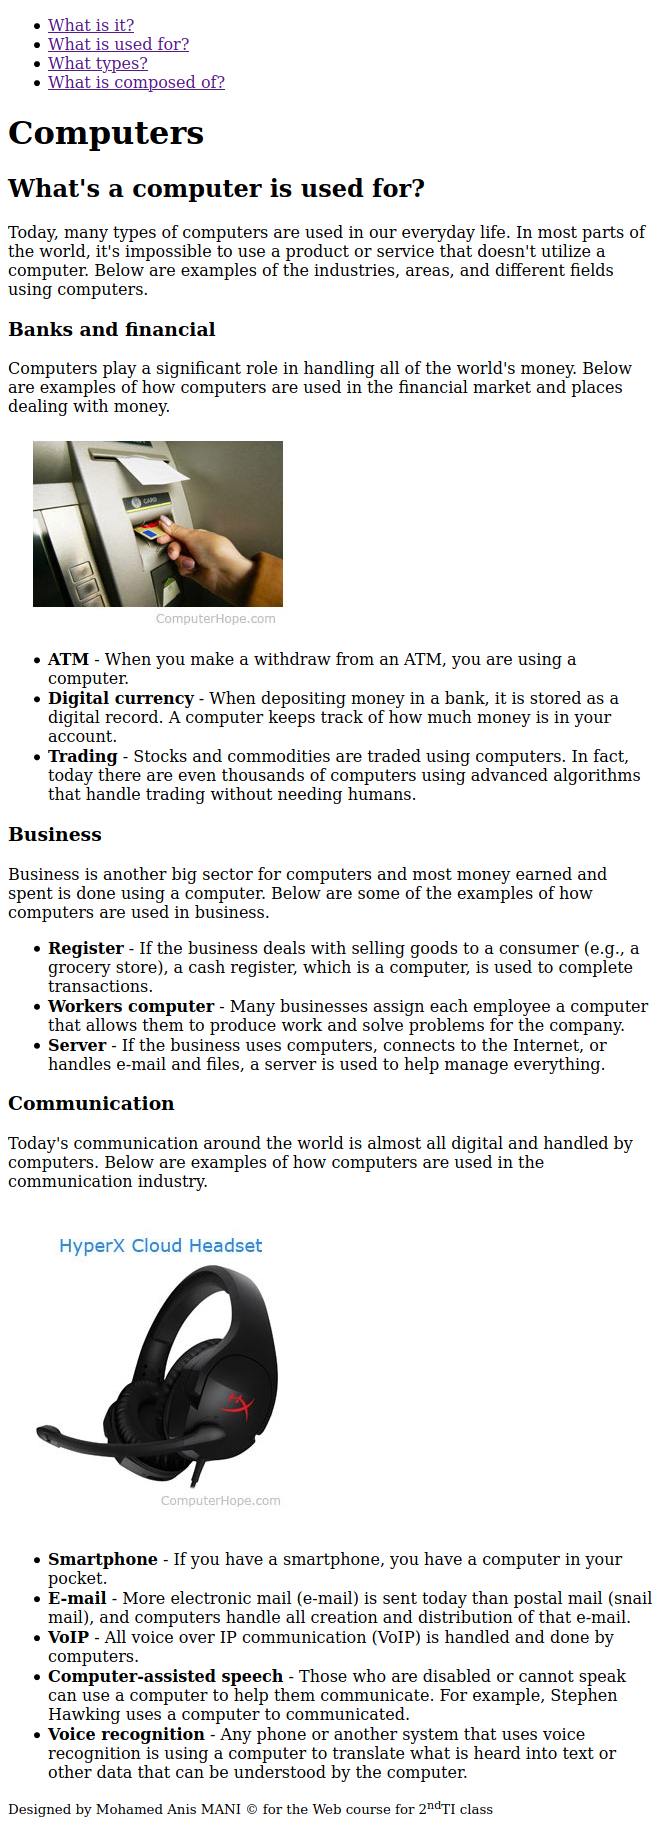 What is it?
What is used for?
What types?
What is composed of?
Computers
What's a computer is used for?
Today, many types of computers are used in our everyday life. In most parts of
the world, it's impossible to use a product or service that doesn't utilize a
computer. Below are examples of the industries, areas, and different fields
using computers.
Banks and financial
Computers play a significant role in handling all of the world's money. Below
are examples of how computers are used in the financial market and places
dealing with money.
CARD
ComputerHope.com
ATM - When you make a withdraw from an ATM, you are using a
computer.
Digital currency - When depositing money in a bank, it is stored as a
digital record. A computer keeps track of how much money is in your
account.
Trading - Stocks and commodities are traded using computers. In fact,
today there are even thousands of computers using advanced algorithms
that handle trading without needing humans.
Business
Business is another big sector for computers and most money earned and
spent is done using a computer. Below are some of the examples of how
computers are used in business.
Register - If the business deals with selling goods to a consumer (e.g., a
grocery store), a cash register, which is a computer, is used to complete
transactions.
Workers computer - Many businesses assign each employee a computer
that allows them to produce work and solve problems for the company.
Server - If the business uses computers, connects to the Internet, or
handles e-mail and files, a server is used to help manage everything.
Communication
Today's communication around the world is almost all digital and handled by
computers. Below are examples of how computers are used in the
communication industry.
HyperX Cloud Headset
HX
ComputerHope.com
Smartphone - If you have a smartphone, you have a computer in your
pocket.
E-mail - More electronic mail (e-mail) is sent today than postal mail (snail
mail), and computers handle all creation and distribution of that e-mail.
VoIP - All voice over IP communication (VoIP) is handled and done by
computers.
Computer-assisted speech - Those who are disabled or cannot speak
can use a computer to help them communicate. For example, Stephen
Hawking uses a computer to communicated.
Voice recognition - Any phone or another system that uses voice
recognition is using a computer to translate what is heard into text or
other data that can be understood by the computer.
Designed by Mohamed Anis MANI © for the Web course for 2ndTI class